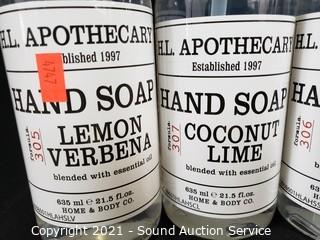 H.L. APOTHECARY
Established 1997
4747
HAND SOAP
formula.
305
LEMON
VERBENA
blended with essential oil
635 ml ℮ 21.5 fl. oz.
HOME & BODY CO.
H.L. APOTHECARY
Established 1997
HAND SOAP
formula.
307
COCONUT
LIME
blended with essential oil
635 ml ℮ 21.5 fl. oz.
HOME & BODY CO.
formula.
306
Copyright 2021 - Sound Auction Service